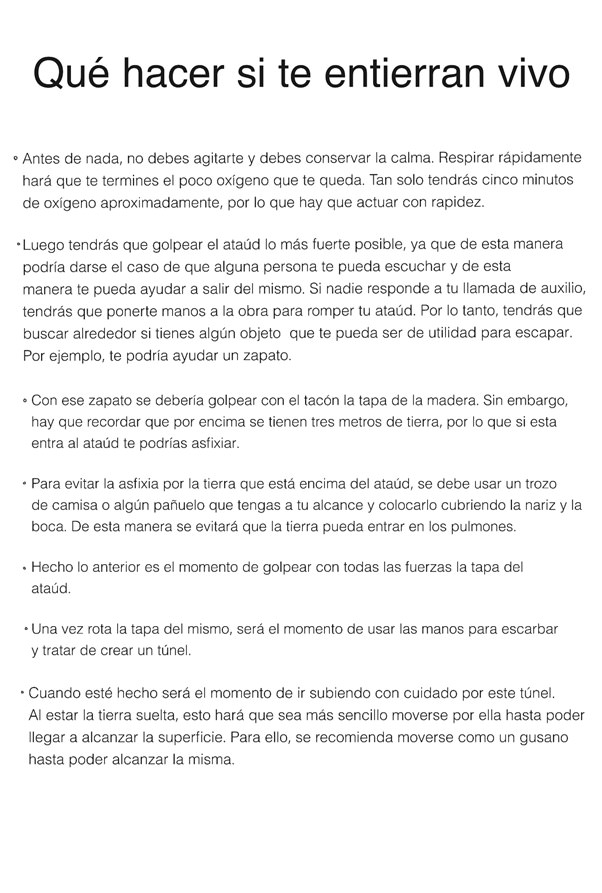 Qué hacer si te entierran vivo
° Antes de nada, no debes agitarte y debes conservar la calma. Respirar rápidamente
hará que te termines el poco oxígeno que te queda. Tan solo tendrás cinco minutos
de oxígeno aproximadamente, por lo que hay que actuar con rapidez.
° Luego tendrás que golpear el ataúd lo más fuerte posible, ya que de esta manera
podría darse el caso de que alguna persona te pueda escuchar y de esta
manera te pueda ayudar a salir del mismo. Si nadie responde a tu llamada de auxilio,
tendrás que ponerte manos a la obra para romper tu ataúd. Por lo tanto, tendrás que
buscar alrededor si tienes algún objeto que te pueda ser de utilidad para escapar.
Por ejemplo, te podría ayudar un zapato.
° Con ese zapato se debería golpear con el tacón la tapa de la madera. Sin embargo,
hay que recordar que por encima se tienen tres metros de tierra, por lo que si esta
entra al ataúd te podrías asfixiar.
° Para evitar la asfixia por la tierra que está encima del ataúd, se debe usar un trozo
de camisa o algún pañuelo que tengas a tu alcance y colocarlo cubriendo la nariz y la
boca. De esta manera se evitará que la tierra pueda entrar en los pulmones.
° Hecho lo anterior es el momento de golpear con todas las fuerzas la tapa del
ataúd.
° Una vez rota la tapa del mismo, será el momento de usar las manos para escarbar
y tratar de crear un túnel.
° Cuando esté hecho será el momento de ir subiendo con cuidado por este túnel.
Al estar la tierra suelta, esto hará que sea más sencillo moverse por ella hasta poder
llegar a alcanzar la superficie. Para ello, se recomienda moverse como un gusano
hasta poder alcanzar la misma.